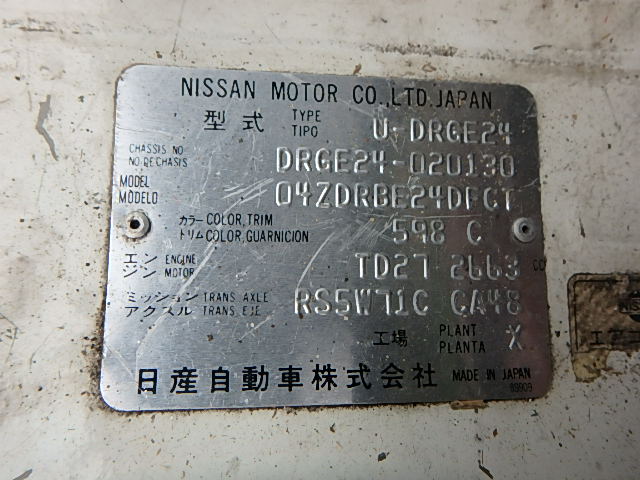 NISSAN MOTOR CO.,LTD.JAPAN
型式 TYPE TIPO U-DRGE24
CHASSIS NO NO.DE CHASIS DRGE24-020130
MODEL MODELO 04ZDRBE24DFCT
カラー COLOR,TRIM トリム COLOR,GUARNICION 598 C
エンジン ENGINE MOTOR TD27 2663 CC
ミッション TRANS. AXLE アクスル TRANS. EJE RS5W71C CA48
工場 PLANT PLANTA X
日産自動車株式会社 MADE IN JAPAN
89909